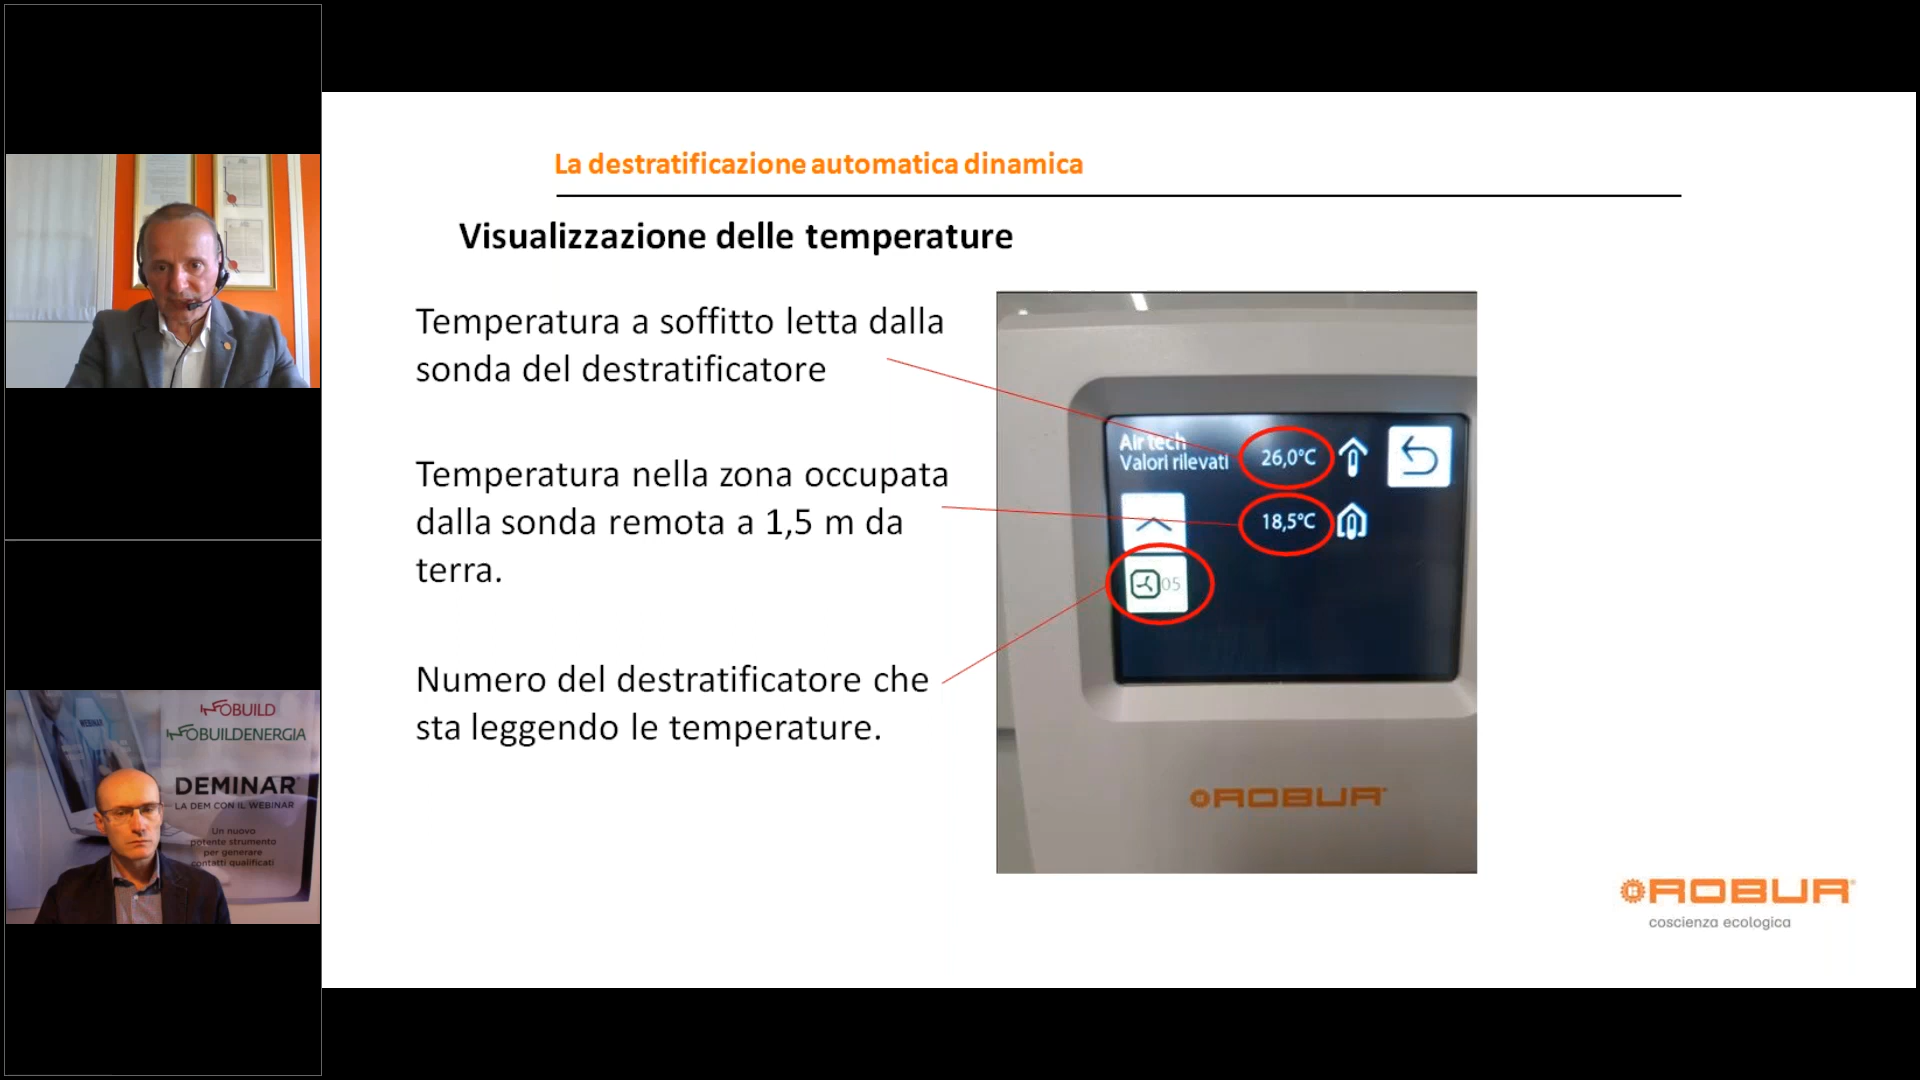 La destratificazione automatica dinamica
Visualizzazione delle temperature
Temperatura a soffitto letta dalla
sonda del destratificatore
Temperatura nella zona occupata
dalla sonda remota a 1,5 m da
terra.
Numero del destratificatore che
sta leggendo le temperature.
Air tech
Valori rilevati
26,0°C
18,5°C
05
ROBUR
ROBUR
coscienza ecologica
INFOBUILD
INFOBUILDENERGIA
WEBINAR
DEMINAR
LA DEM CON IL WEBINAR
Un nuovo
potente strumento
per generare
contatti qualificati